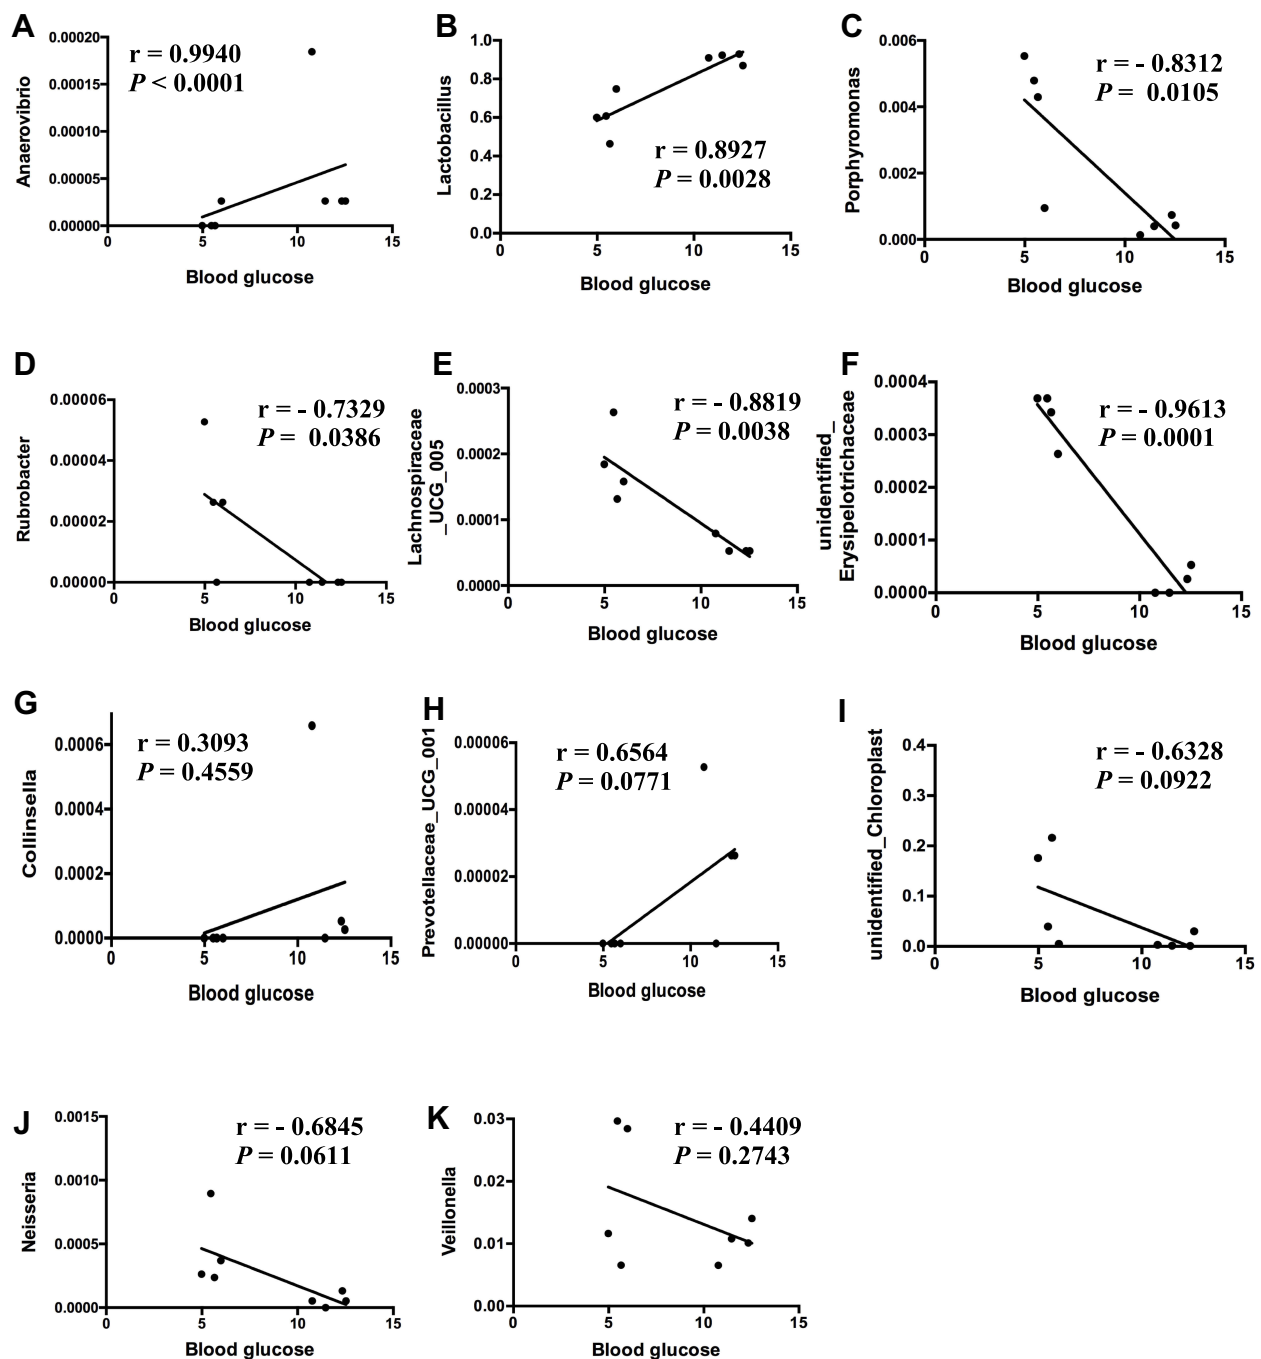 A
Anaerovibrio
0.00020
0.00015
0.00010
0.00005
0.00000
r = 0.9940
P < 0.0001
0 5 10 15
Blood glucose
B
Lactobacillus
1.0
0.8
0.6
0.4
0.2
0.0
r = 0.8927
P = 0.0028
0 5 10 15
Blood glucose
C
Porphyromonas
0.006
0.004
0.002
0.000
r = - 0.8312
P = 0.0105
0 5 10 15
Blood glucose
D
Rubrobacter
0.00006
0.00004
0.00002
0.00000
r = - 0.7329
P = 0.0386
0 5 10 15
Blood glucose
E
Lachnospiraceae
_UCG_005
0.0003
0.0002
0.0001
0.0000
r = - 0.8819
P = 0.0038
0 5 10 15
Blood glucose
F
unidentified_
Erysipelotrichaceae
0.0004
0.0003
0.0002
0.0001
0.0000
r = - 0.9613
P = 0.0001
0 5 10 15
Blood glucose
G
Collinsella
0.0006
0.0004
0.0002
0.0000
r = 0.3093
P = 0.4559
0 5 10 15
Blood glucose
H
Prevotellaceae_UCG_001
0.00006
0.00004
0.00002
0.00000
r = 0.6564
P = 0.0771
0 5 10 15
Blood glucose
I
unidentified_Chloroplast
0.4
0.3
0.2
0.1
0.0
r = - 0.6328
P = 0.0922
0 5 10 15
Blood glucose
J
Neisseria
0.0015
0.0010
0.0005
0.0000
r = - 0.6845
P = 0.0611
0 5 10 15
Blood glucose
K
Veillonella
0.03
0.02
0.01
0.00
r = - 0.4409
P = 0.2743
0 5 10 15
Blood glucose